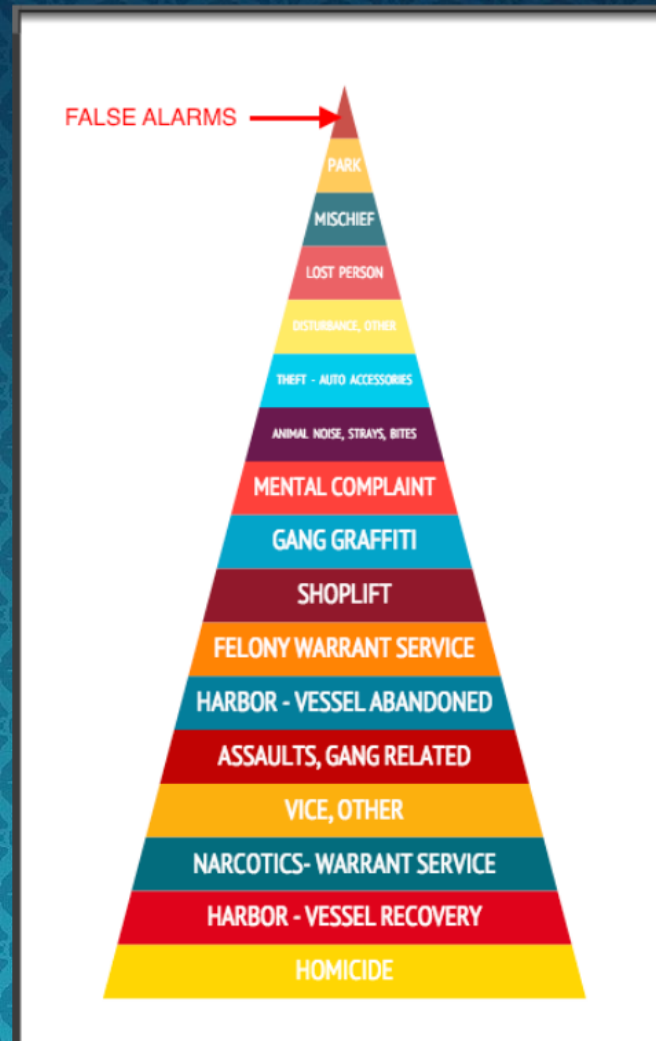 FALSE ALARMS
PARK
MISCHIEF
LOST PERSON
DISTURBANCE, OTHER
THEFT - AUTO ACCESSORIES
ANIMAL NOISE, STRAYS, BITES
MENTAL COMPLAINT
GANG GRAFFITI
SHOPLIFT
FELONY WARRANT SERVICE
HARBOR - VESSEL ABANDONED
ASSAULTS, GANG RELATED
VICE, OTHER
NARCOTICS- WARRANT SERVICE
HARBOR - VESSEL RECOVERY
HOMICIDE